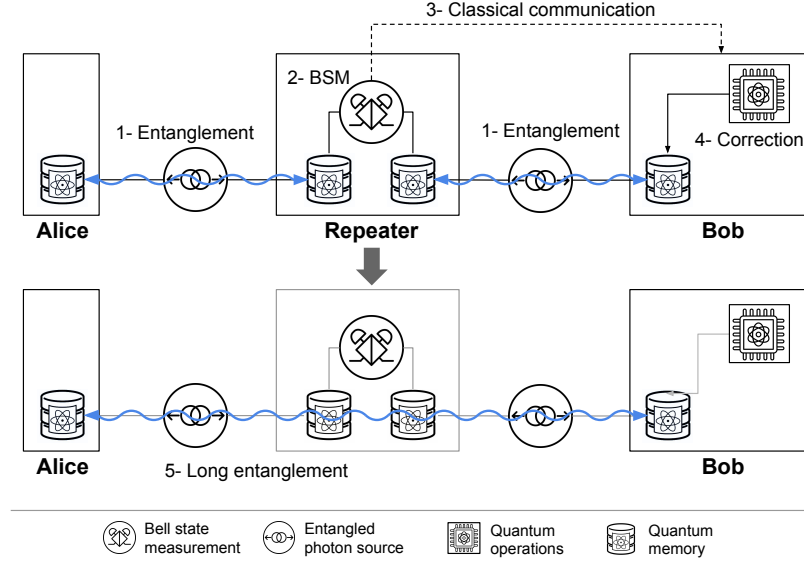 3- Classical communication
2- BSM
1- Entanglement
1- Entanglement
4- Correction
Alice
Repeater
Bob
Alice
5- Long entanglement
Bob
Bell state
measurement
Entangled
photon source
Quantum
operations
Quantum
memory